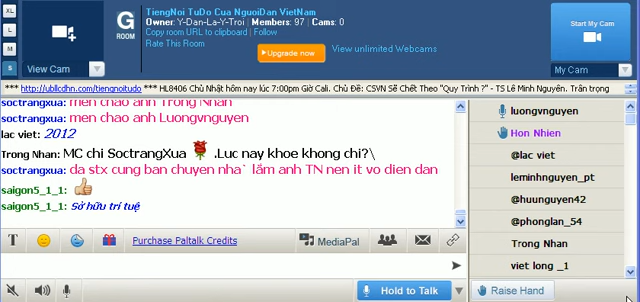 XL
L
M
S
View Cam
G
ROOM
TiengNoi TuDo Cua NguoiDan VietNam
Owner: Y-Dan-La-Y-Troi | Members: 97 | Cams: 0
Copy room URL to clipboard | Follow
Rate This Room
Upgrade now
View unlimited Webcams
Start My Cam
My Cam
*** http://ubllcdhn.com/tiengnoitudo *** HL8406 Chủ Nhật hôm nay lúc 7:00pm Giờ Cali. Chủ Đề: CSVN Sẽ Chết Theo "Quy Trình ?" - TS Lê Minh Nguyên. Trân trọng
soctrangxua: men chao anh Trong Nhan
soctrangxua: men chao anh Luongvnguyen
lac viet: 2012
Trong Nhan: MC chi SoctrangXua .Luc nay khoe khong chi?\
soctrangxua: da stx cung ban chuyen nha` lắm anh TN nen it vo dien dan
saigon5_1_1:
saigon5_1_1: Sở hữu trí tuệ
luongvnguyen
Hon Nhien
@lac viet
leminhnguyen_pt
@huunguyen42
@phonglan_54
Trong Nhan
viet long _1
T
Purchase Paltalk Credits
MediaPal
Hold to Talk
Raise Hand